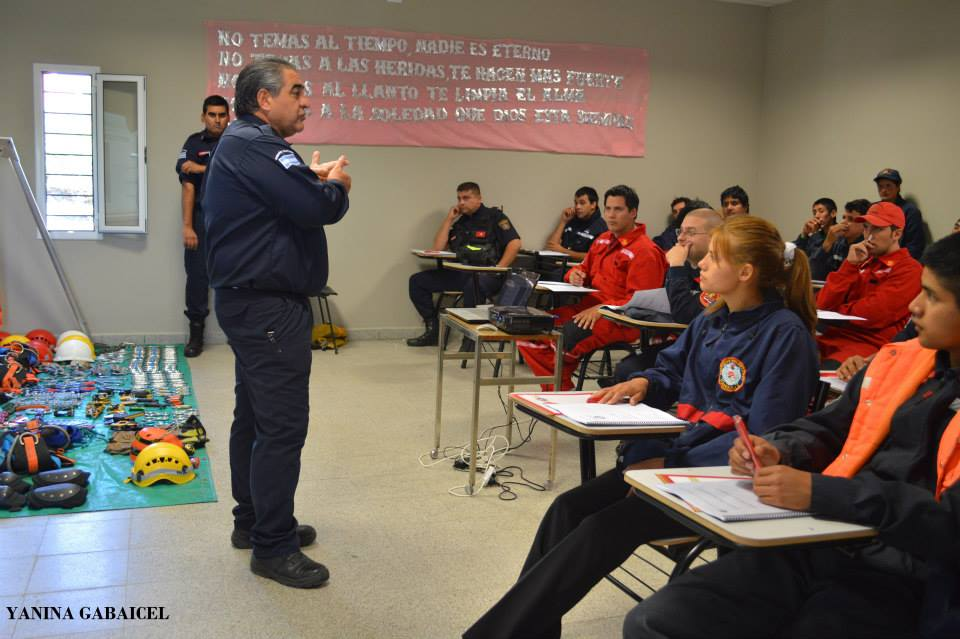 NO TEMAS AL TIEMPO, NADIE ES ETERNO
NO TEMAS A LAS HERIDAS, TE HACEN MAS FUERTE
NO AL LLANTO TE LIMPIA EL ALMA
A LA SOLEDAD QUE DIOS ESTA SIEMPRE
YANINA GABAICEL